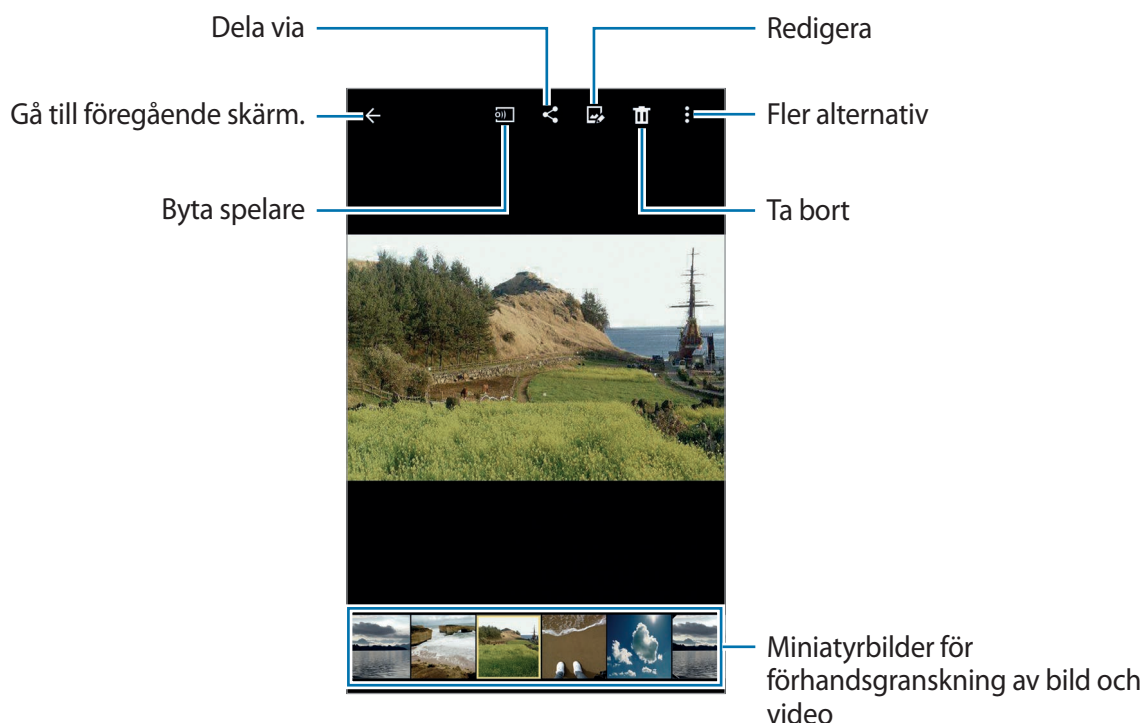 Dela via
Redigera
Gå till föregående skärm.
Fler alternativ
Byta spelare
Ta bort
Miniatyrbilder för
förhandsgranskning av bild och
video